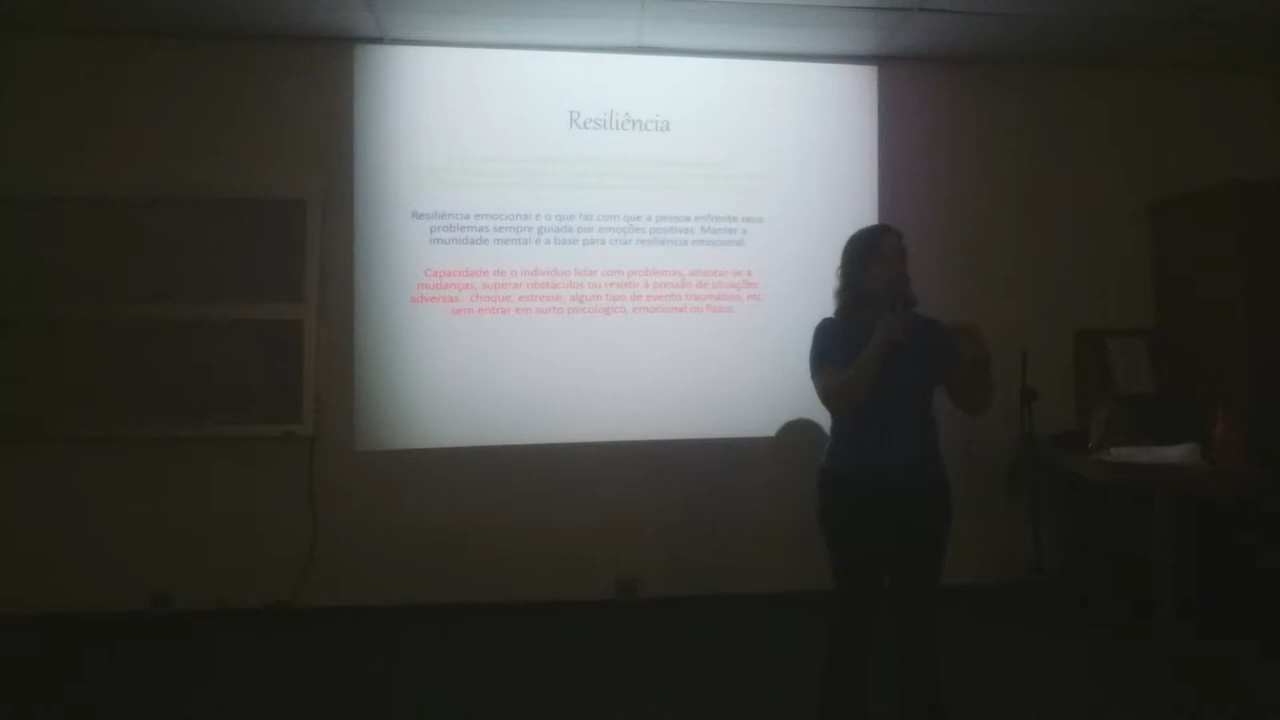 Resiliência
Resiliência emocional é o que faz com que a pessoa enfrente seus
problemas sempre guiada por emoções positivas. Manter a
imunidade mental é a base para criar resiliência emocional.
Capacidade de o indivíduo lidar com problemas, adaptar-se a
mudanças, superar obstáculos ou resistir à pressão de situações
adversas choque, estresse, algum tipo de evento traumático, etc.
sem entrar em surto psicológico, emocional ou físico